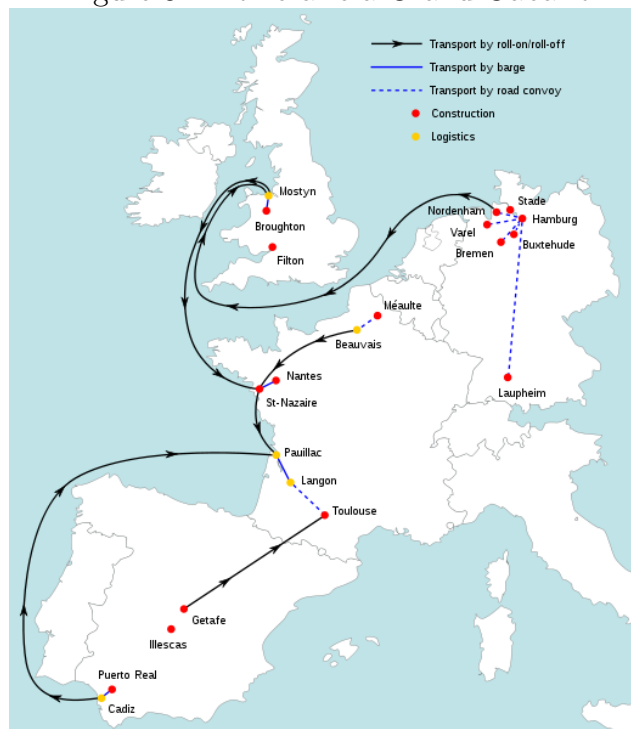 Transport by roll-on/roll-off
Transport by barge
Transport by road convoy
Construction
Logistics
Mostyn
Broughton
Filton
Stade
Nordenham
Hamburg
Varel
Buxtehude
Bremen
Méaulte
Beauvais
Nantes
St-Nazaire
Laupheim
Pauillac
Langon
Toulouse
Getafe
Illescas
Puerto Real
Cadiz